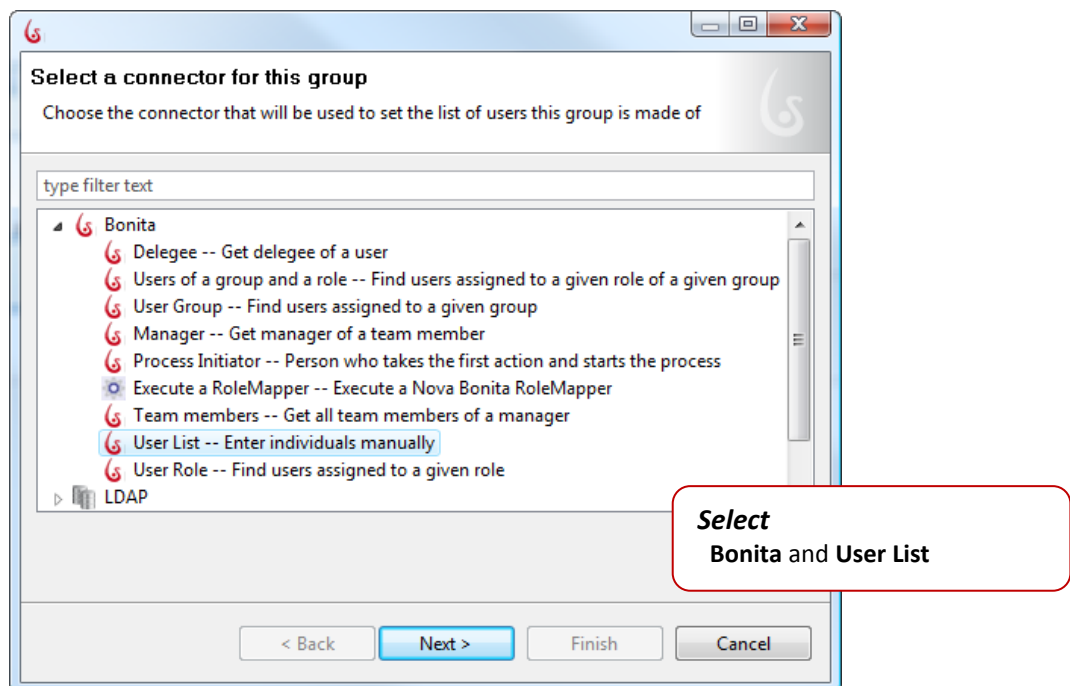 Select a connector for this group
Choose the connector that will be used to set the list of users this group is made of
type filter text
Bonita
Delegee -- Get delegee of a user
Users of a group and a role -- Find users assigned to a given role of a given group
User Group -- Find users assigned to a given group
Manager -- Get manager of a team member
Process Initiator -- Person who takes the first action and starts the process
Execute a RoleMapper -- Execute a Nova Bonita RoleMapper
Team members -- Get all team members of a manager
User List -- Enter individuals manually
User Role -- Find users assigned to a given role
LDAP
Select
Bonita and User List
< Back Next > Finish Cancel